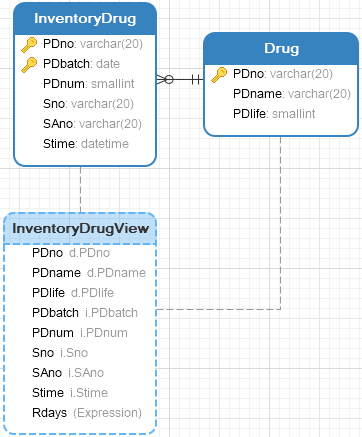 InventoryDrug
PDno: varchar(20)
PDbatch: date
PDnum: smallint
Sno: varchar(20)
SAno: varchar(20)
Stime: datetime
Drug
PDno: varchar(20)
PDname: varchar(20)
PDlife: smallint
InventoryDrugView
PDno d.PDno
PDname d.PDname
PDlife d.PDlife
PDbatch i.PDbatch
PDnum i.PDnum
Sno i.Sno
SAno i.SAno
Stime i.Stime
Rdays (Expression)